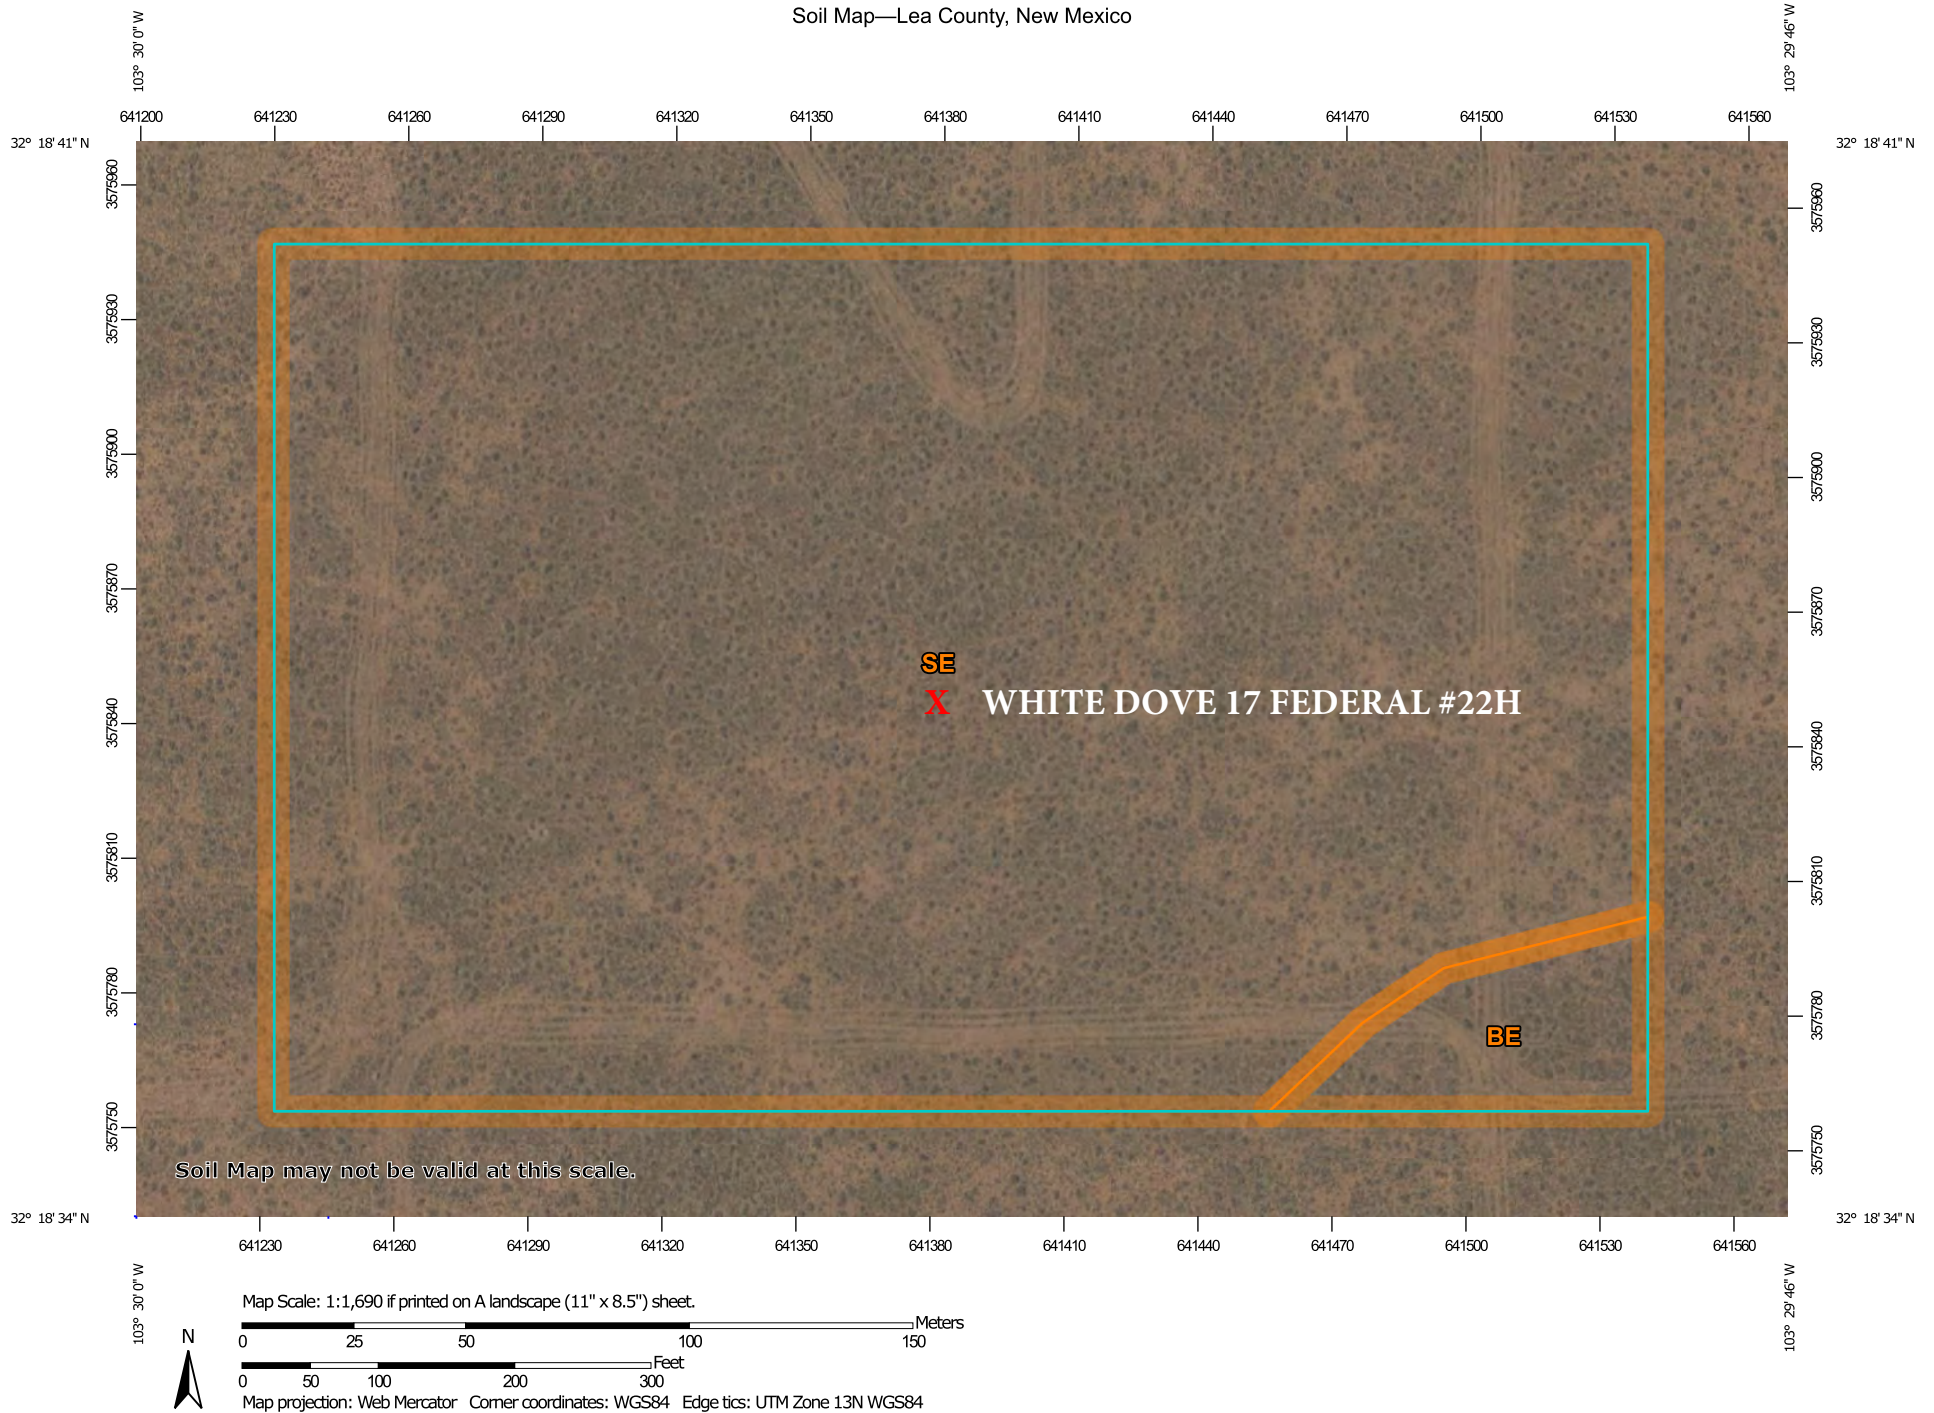 Soil Map—Lea County, New Mexico
103° 30' 0" W
103° 29' 46" W
641200 641230 641260 641290 641320 641350 641380 641410 641440 641470 641500 641530 641560
32° 18' 41" N
32° 18' 41" N
3575960
3575960
3575930
3575930
3575900
3575900
3575870
3575870
SE
X WHITE DOVE 17 FEDERAL #22H
3575840
3575840
3575810
3575810
3575780
3575780
BE
3575750
3575750
Soil Map may not be valid at this scale.
32° 18' 34" N
32° 18' 34" N
641230 641260 641290 641320 641350 641380 641410 641440 641470 641500 641530 641560
103° 30' 0" W
103° 29' 46" W
Map Scale: 1:1,690 if printed on A landscape (11" x 8.5") sheet.
Meters
0 25 50 100 150
N
Feet
0 50 100 200 300
Map projection: Web Mercator Corner coordinates: WGS84 Edge tics: UTM Zone 13N WGS84